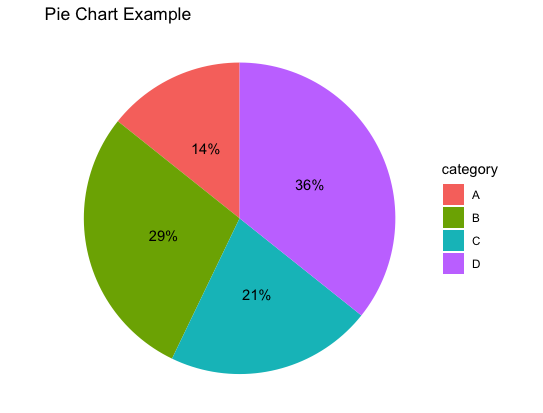 Pie Chart Example
14%
36%
29%
21%
category
A
B
C
D